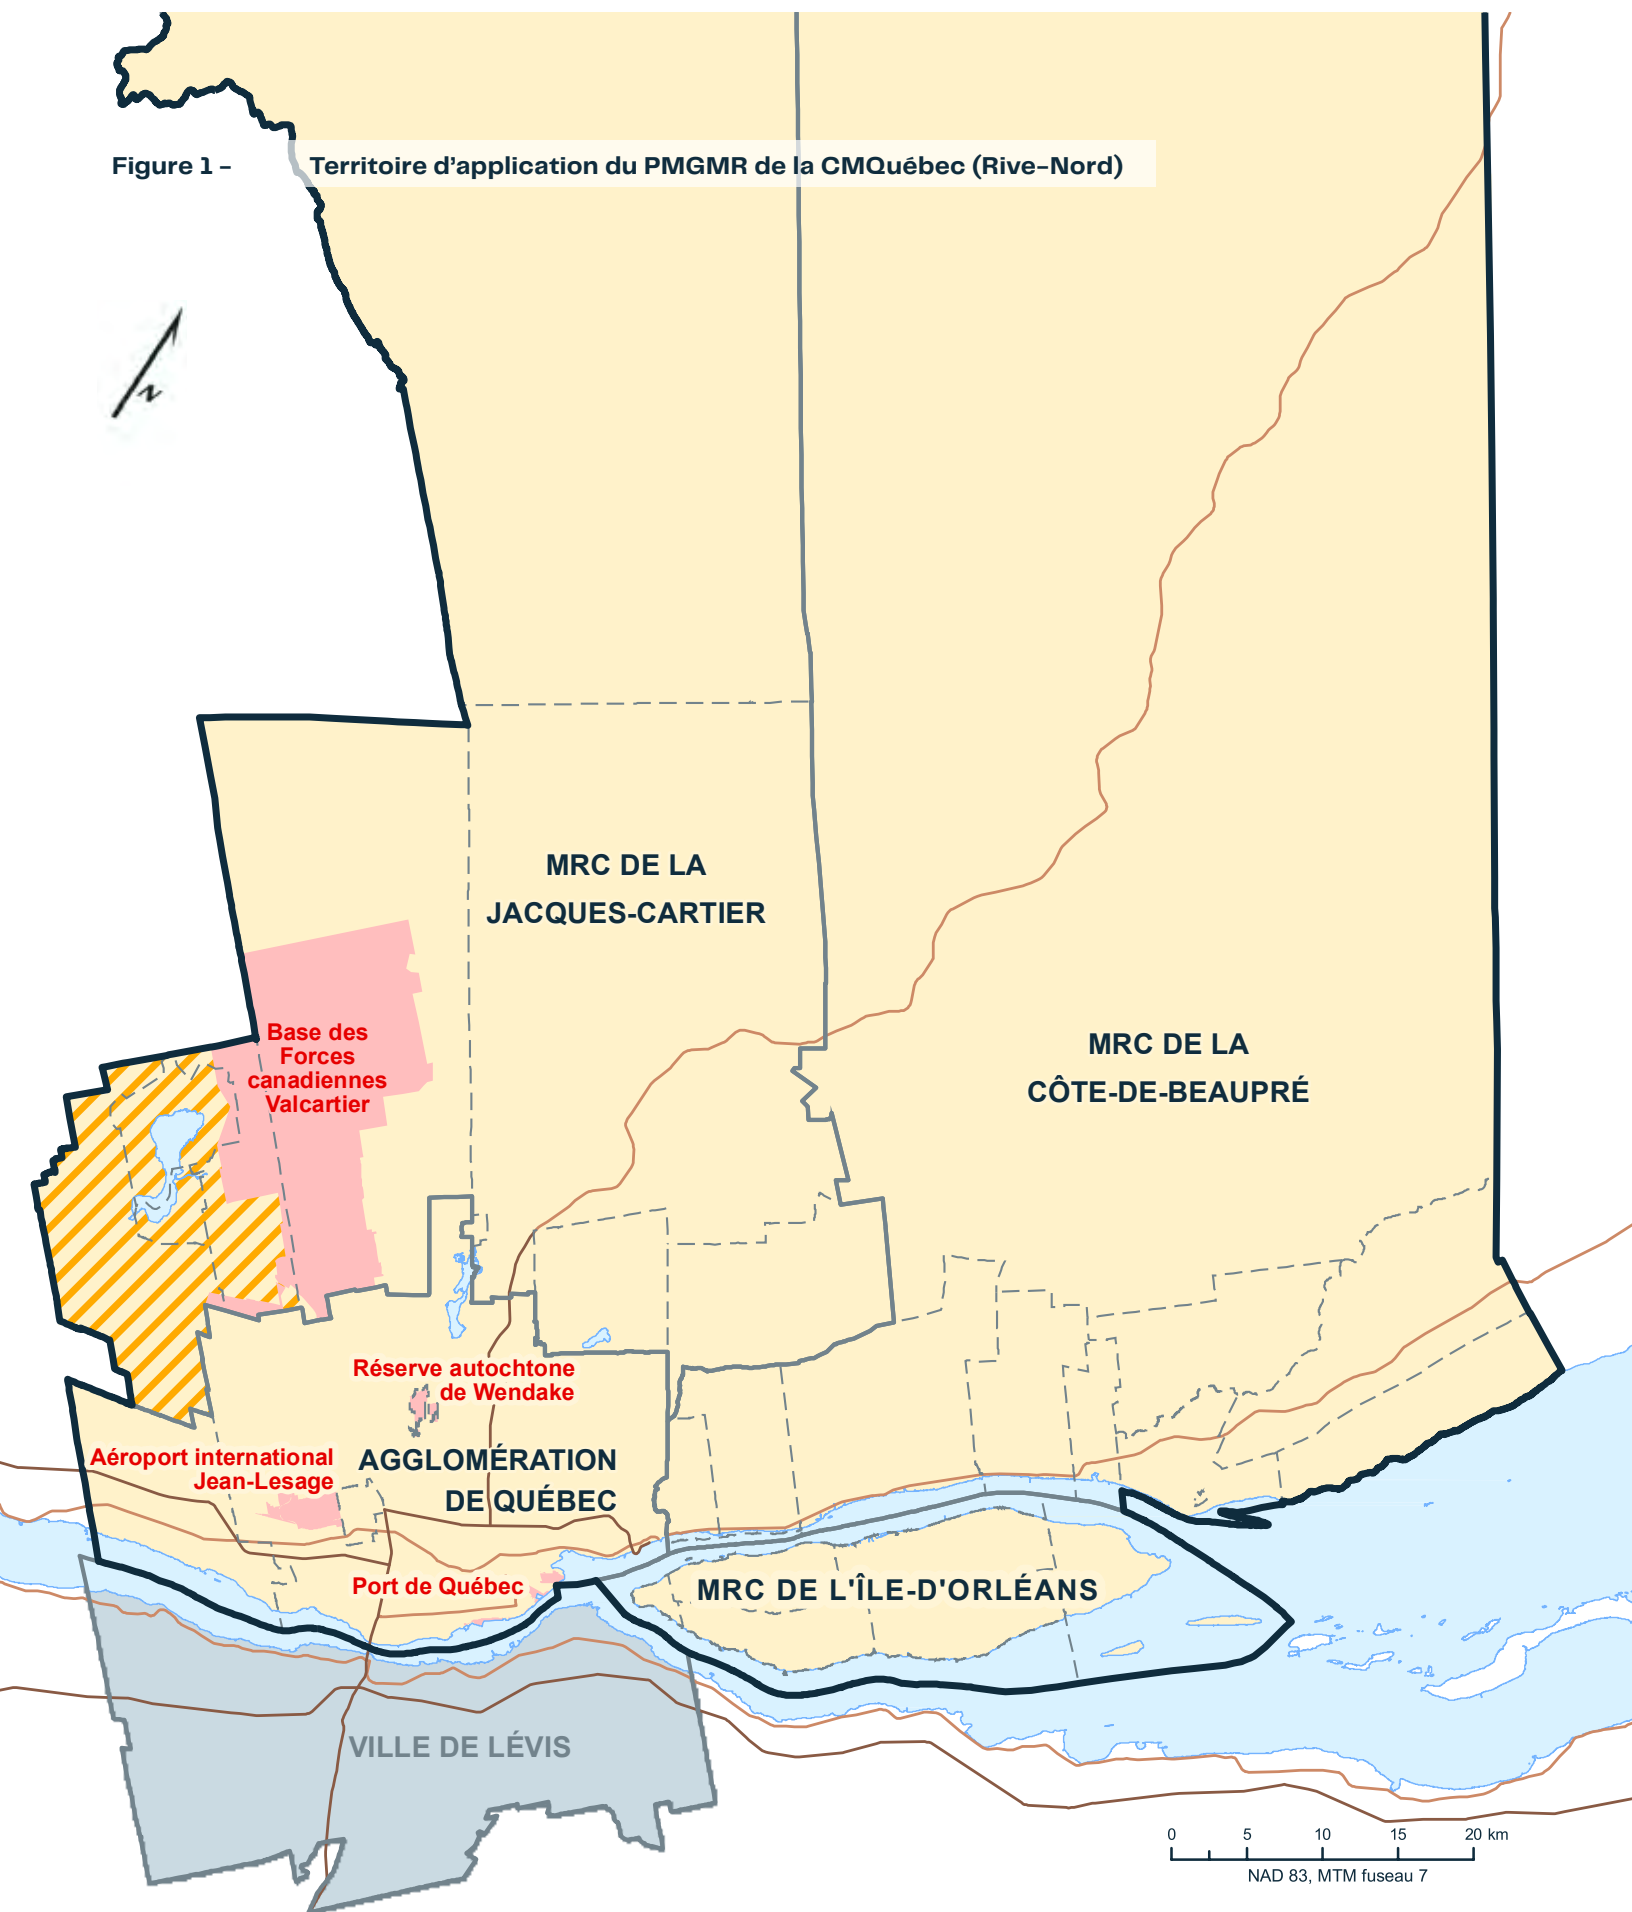 Figure 1 – Territoire d’application du PMGMR de la CMQuébec (Rive-Nord)
N
MRC DE LA
JACQUES-CARTIER
Base des
Forces
canadiennes
Valcartier
MRC DE LA
CÔTE-DE-BEAUPRÉ
Réserve autochtone
de Wendake
Aéroport international
Jean-Lesage
AGGLOMÉRATION
DE QUÉBEC
Port de Québec
MRC DE L'ÎLE-D'ORLÉANS
VILLE DE LÉVIS
0 5 10 15 20 km
NAD 83, MTM fuseau 7